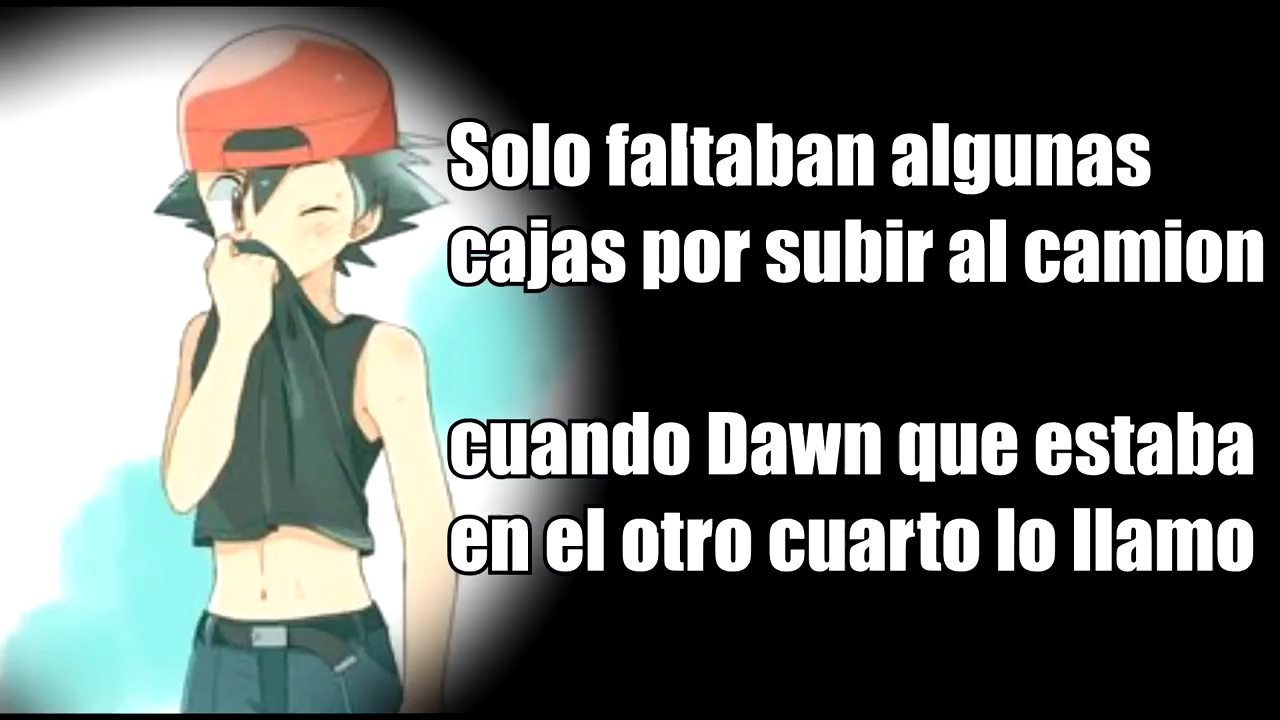 Solo faltaban algunas
cajas por subir al camion
cuando Dawn que estaba
en el otro cuarto lo llamo